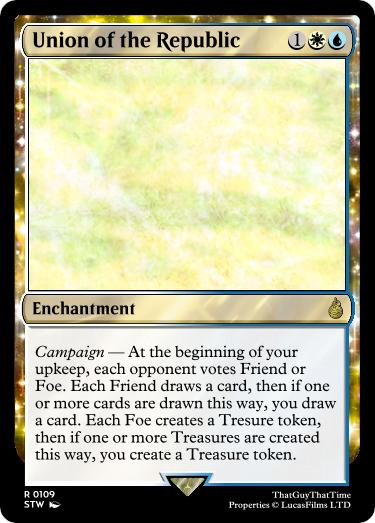 Union of the Republic 1
Enchantment
Campaign — At the beginning of your
upkeep, each opponent votes Friend or
Foe. Each Friend draws a card, then if one
or more cards are drawn this way, you draw
a card. Each Foe creates a Tresure token,
then if one or more Treasures are created
this way, you create a Treasure token.
R 0109
ThatGuyThatTime
STW
Properties © LucasFilms LTD